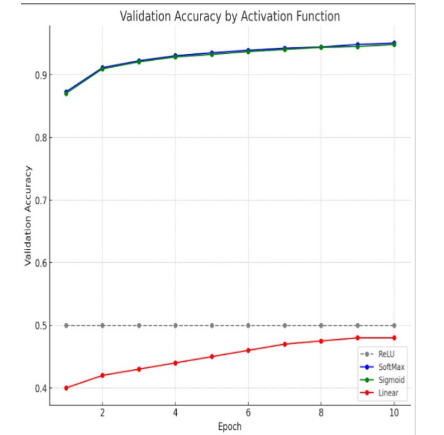 Validation Accuracy by Activation Function
Validation Accuracy
0.9
0.8
0.7
0.6
0.5
0.4
2 4 6 8 10
Epoch
ReLU
SoftMax
Sigmoid
Linear